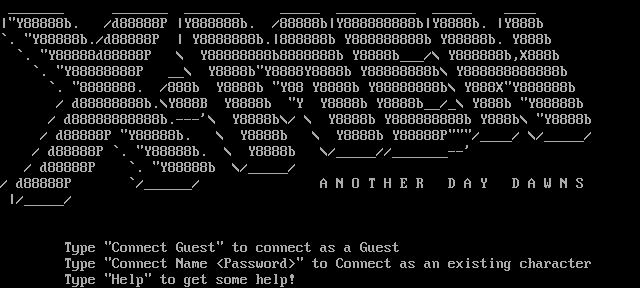 XAMEN
ANOTHER DAY DAWNS
Type "Connect Guest" to connect as a Guest
Type "Connect Name <Password>" to Connect as an existing character
Type "Help" to get some help!